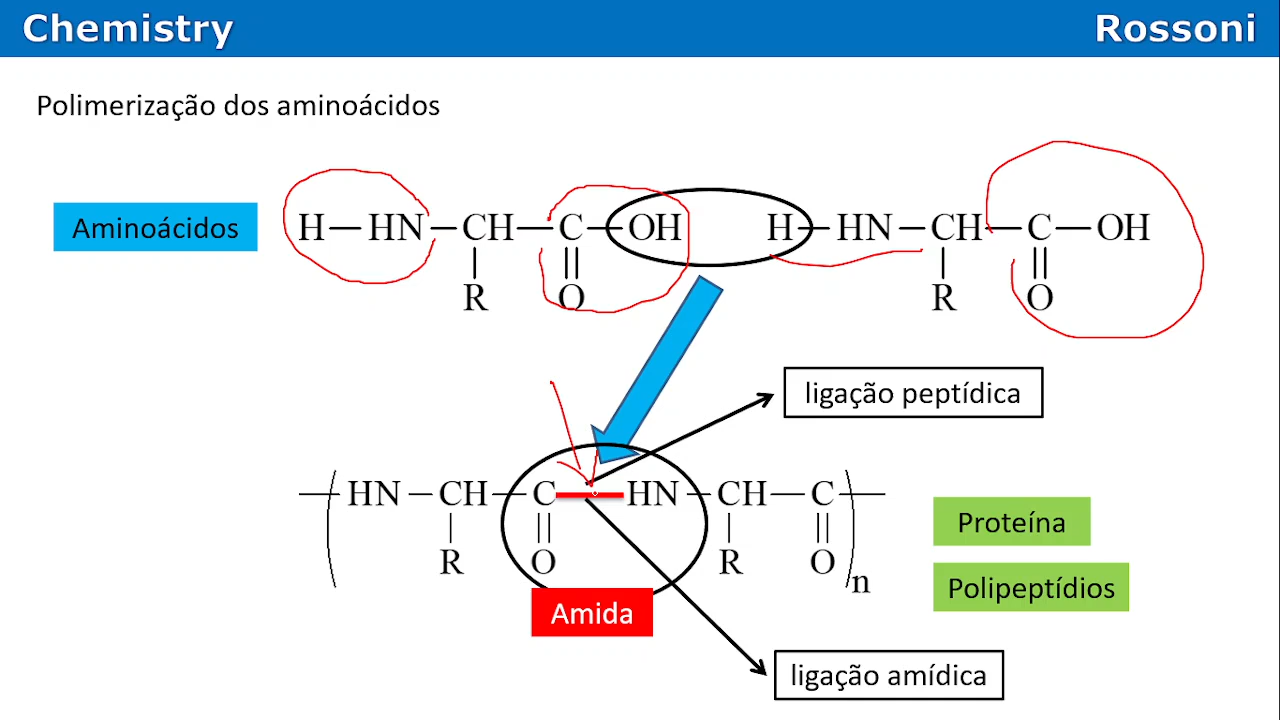 Chemistry Rossoni
Polimerização dos aminoácidos
Aminoácidos H—HN—CH—C—OH H—HN—CH—C—OH
R O R O
ligação peptídica
HN—CH—C—HN—CH—C
R O R O n
Proteína
Polipeptídios
Amida
ligação amídica